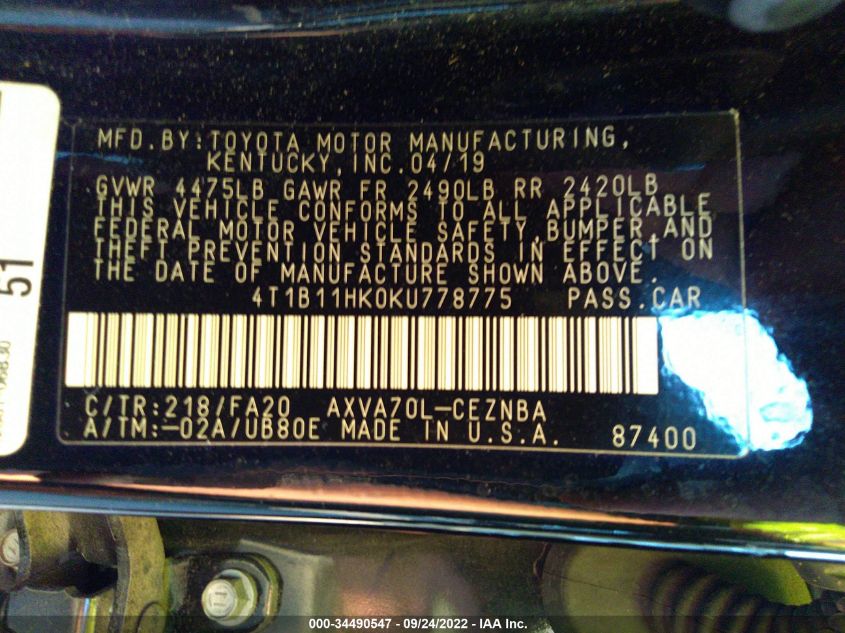 MFD.BY:TOYOTA MOTOR MANUFACTURING,
KENTUCKY,INC.04/19
GVWR 4475LB GAWR FR 2490LB RR 2420LB
THIS VEHICLE CONFORMS TO ALL APPLICABLE
FEDERAL MOTOR VEHICLE SAFETY,BUMPER,AND
THEFT PREVENTION STANDARDS IN EFFECT ON
THE DATE OF MANUFACTURE SHOWN ABOVE.
4T1B11HK0KU778775 PASS.CAR
C/TR:218/FA20 AXVA70L-CEZNBA
A/TM:-02A/UB80E MADE IN U.S.A. 87400
51
000-34490547 - 09/24/2022 - IAA Inc.